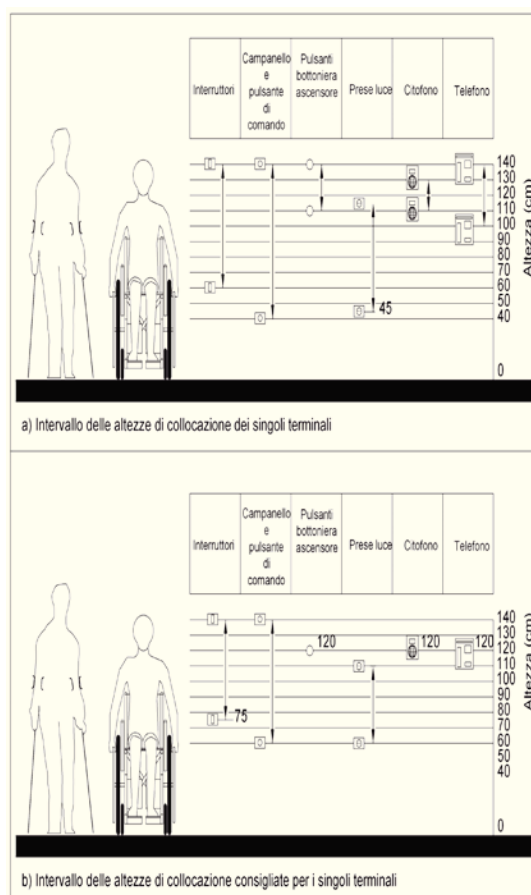 Interruttori
Campanello
e
pulsante
di
comando
Pulsanti
bottoniera
ascensore
Prese luce
Citofono
Telefono
140
130
120
110
100
90
80
70
60
50
40
0
45
Altezza (cm)
a) Intervallo delle altezze di collocazione dei singoli terminali
Interruttori
Campanello
e
pulsante
di
comando
Pulsanti
bottoniera
ascensore
Prese luce
Citofono
Telefono
120
120
120
75
140
130
120
110
100
90
80
70
60
50
40
0
Altezza (cm)
b) Intervallo delle altezze di collocazione consigliate per i singoli terminali